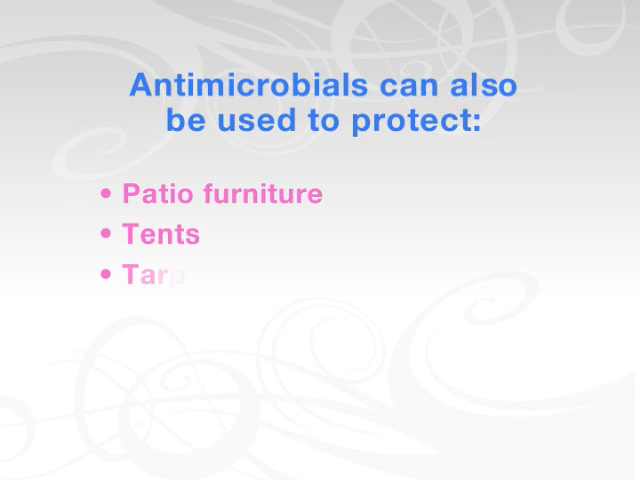 Antimicrobials can also
be used to protect:
• Patio furniture
• Tents
• Tarp